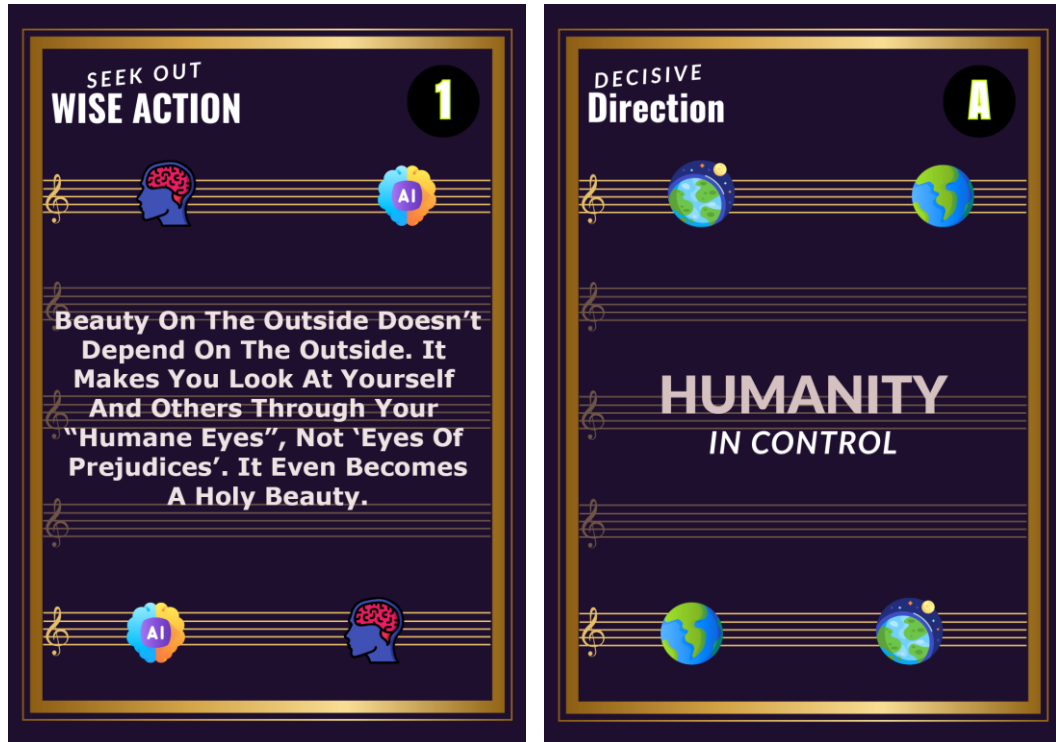 SEEK OUT
WISE ACTION
1
AI
Beauty On The Outside Doesn’t
Depend On The Outside. It
Makes You Look At Yourself
And Others Through Your
“Humane Eyes”, Not ‘Eyes Of
Prejudices’. It Even Becomes
A Holy Beauty.
AI
DECISIVE
Direction
A
HUMANITY
IN CONTROL